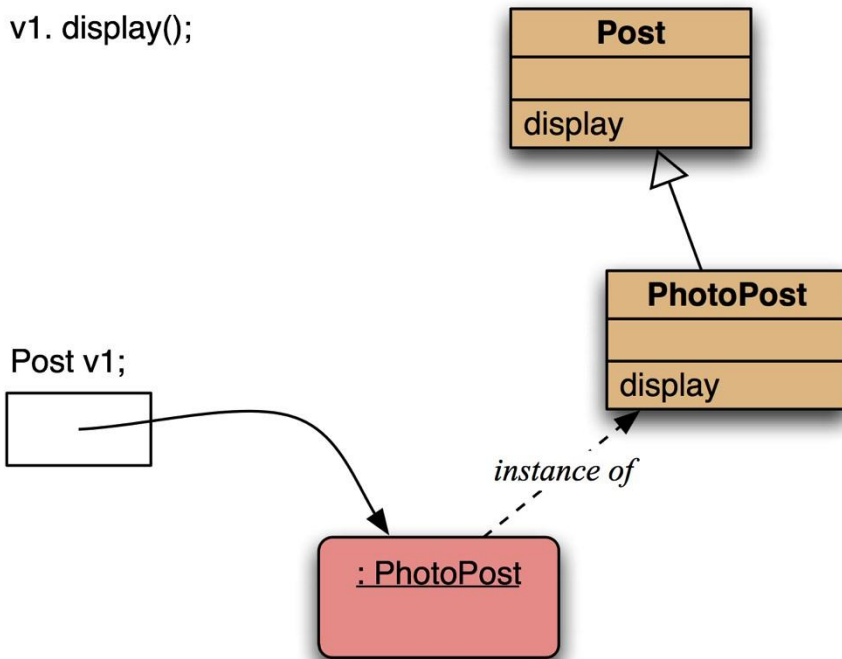 v1. display();
Post
display
PhotoPost
display
Post v1;
instance of
: PhotoPost